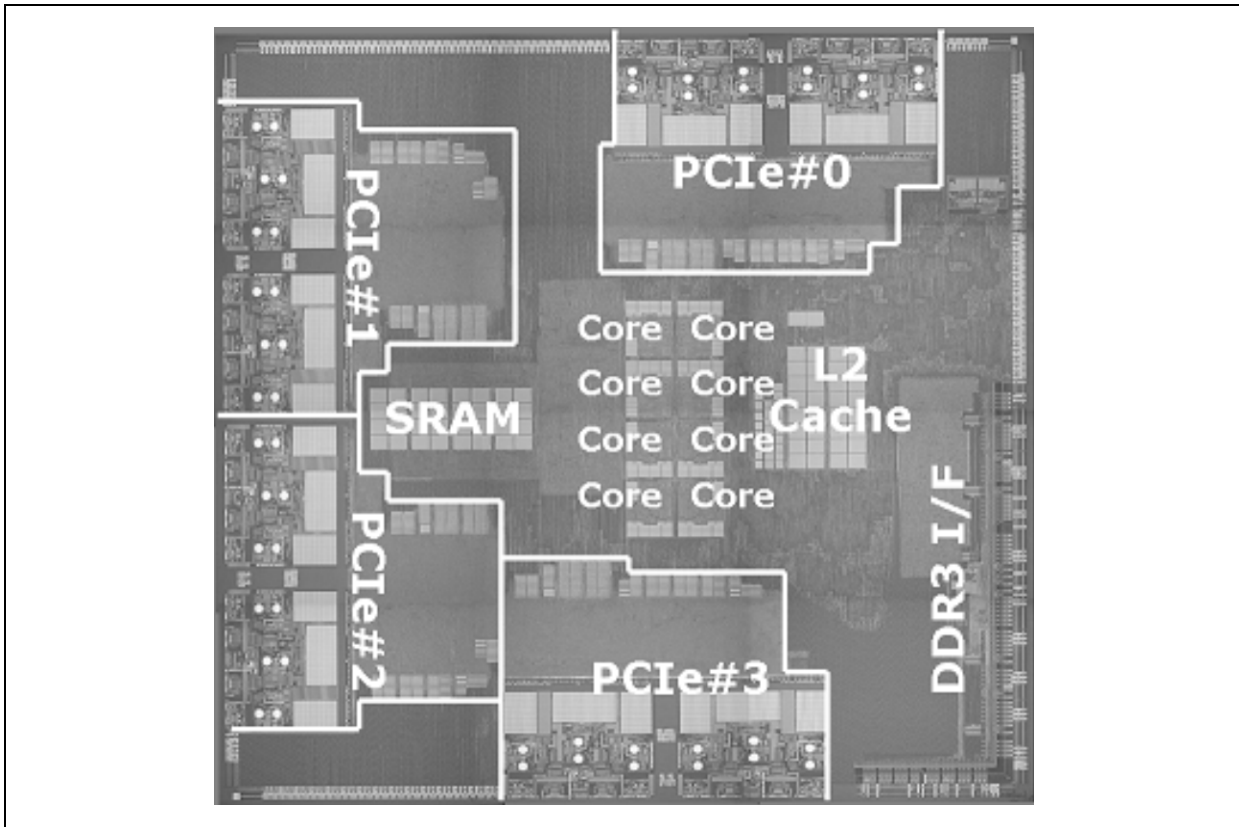 PCIe#0
PCIe#1
Core Core
Core Core
Core Core
Core Core
L2
Cache
SRAM
DDR3 I/F
PCIe#2
PCIe#3